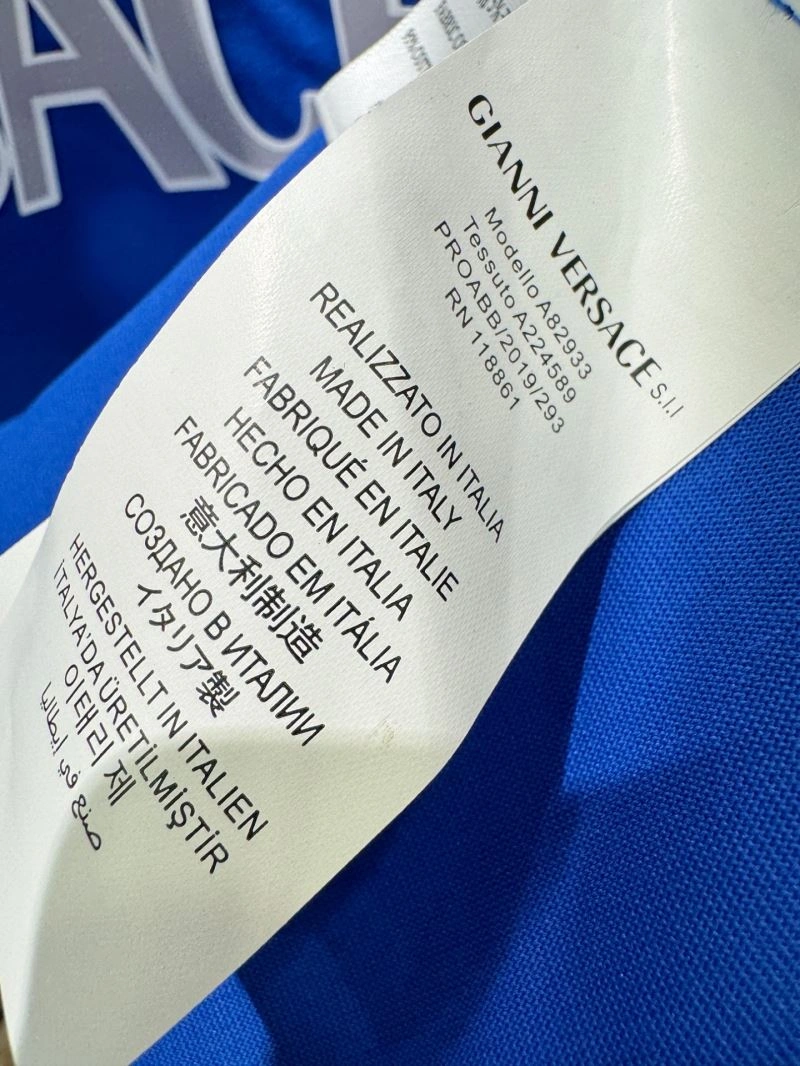 GIANNI VERSACE S.r.l
Modello A82933
Tessuto A224589
PROABB/2019/293
RN 118861
REALIZZATO IN ITALIA
MADE IN ITALY
FABRIQUÉ EN ITALIE
HECHO EN ITALIA
FABRICADO EM ITÁLIA
意大利制造
СОЗДАНО В ИТАЛИИ
イタリア製
HERGESTELLT IN ITALIEN
İTALYA'DA ÜRETİLMİŞTİR
이태리 제
صنع في إيطاليا